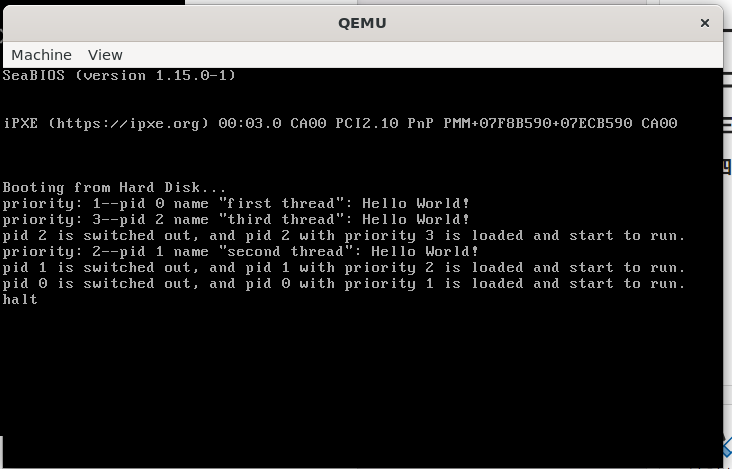 QEMU
×
Machine View
SeaBIOS (version 1.15.0-1)
iPXE (https://ipxe.org) 00:03.0 CA00 PCI2.10 PnP PMM+07F8B590+07ECB590 CA00
Booting from Hard Disk...
priority: 1--pid 0 name "first thread": Hello World!
priority: 3--pid 2 name "third thread": Hello World!
pid 2 is switched out, and pid 2 with priority 3 is loaded and start to run.
priority: 2--pid 1 name "second thread": Hello World!
pid 1 is switched out, and pid 1 with priority 2 is loaded and start to run.
pid 0 is switched out, and pid 0 with priority 1 is loaded and start to run.
halt